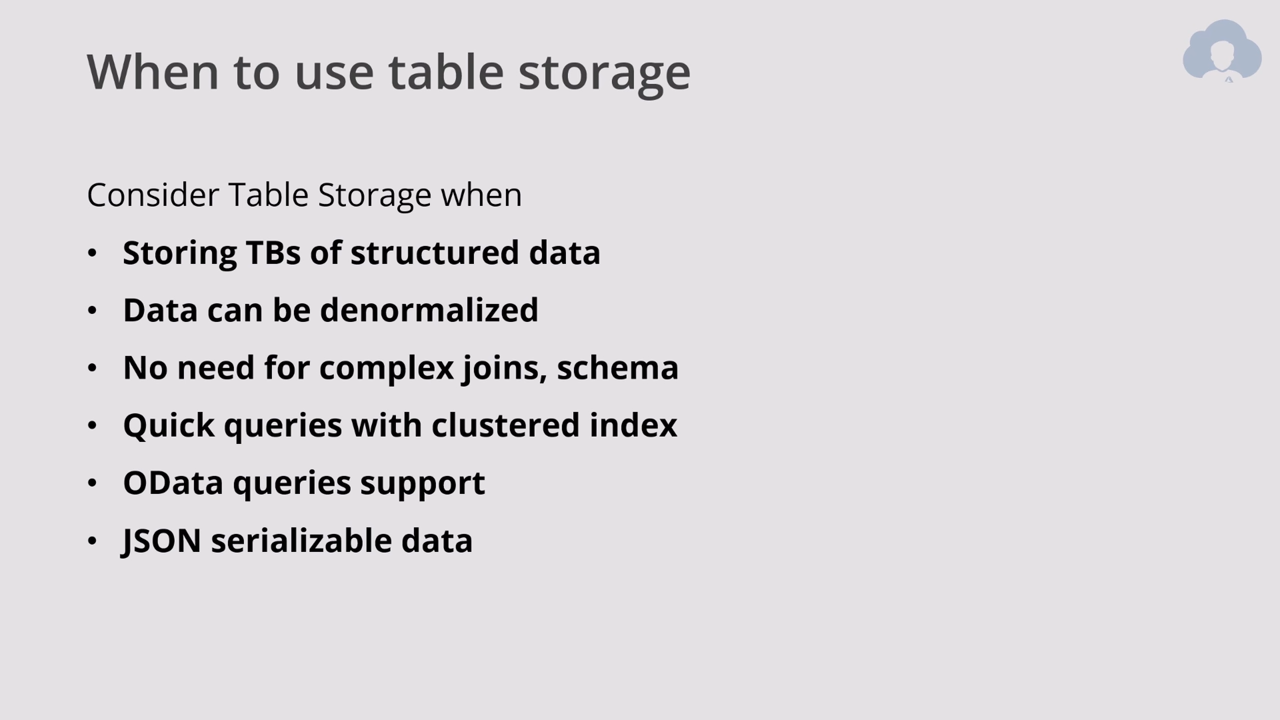 When to use table storage
Consider Table Storage when
• Storing TBs of structured data
• Data can be denormalized
• No need for complex joins, schema
• Quick queries with clustered index
• OData queries support
• JSON serializable data